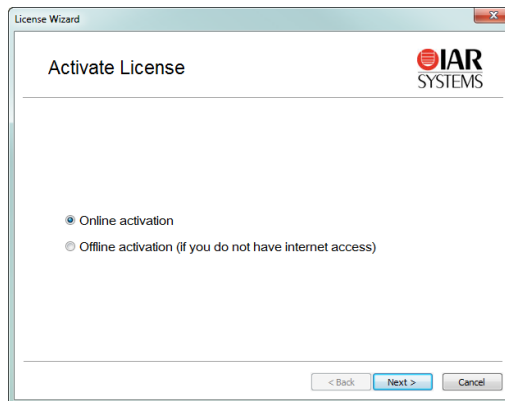 License Wizard
Activate License
IAR
SYSTEMS
Online activation
Offline activation (if you do not have internet access)
< Back Next > Cancel